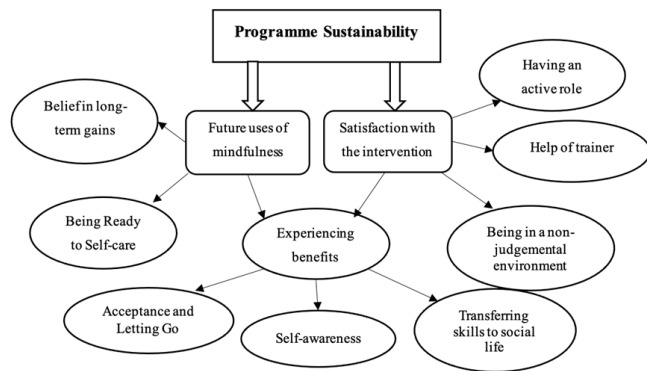 Programme Sustainability
Having an
active role
Belief in long-
term gains
Future uses of
mindfulness
Satisfaction with
the intervention
Help of trainer
Being Ready
to Self-care
Experiencing
benefits
Being in a non-
judgemental
environment
Acceptance and
Letting Go
Self-awareness
Transferring
skills to social
life